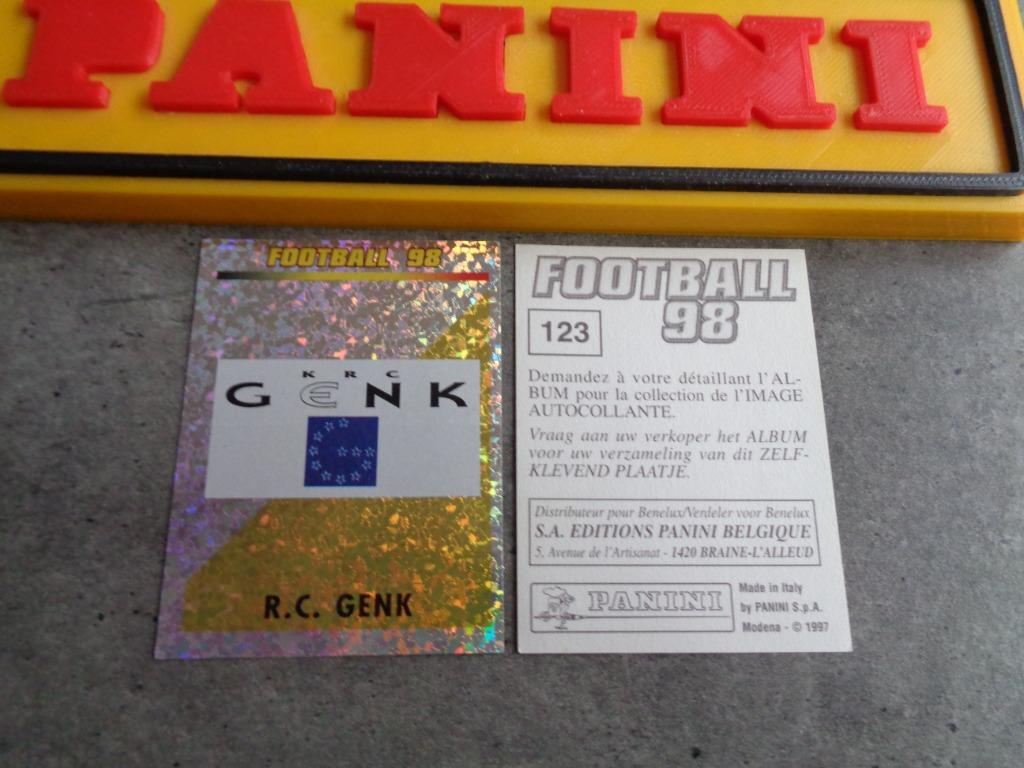 PANINI
FOOTBALL 98
K R C
GENK
R.C. GENK
FOOTBALL
98
123
Demandez à votre détaillant l'AL-
BUM pour la collection de l'IMAGE
AUTOCOLLANTE.
Vraag aan uw verkoper het ALBUM
voor uw verzameling van dit ZELF-
KLEVEND PLAATJE.
Distributeur pour Benelux/Verdeler voor Benelux
S.A. EDITIONS PANINI BELGIQUE
5, Avenue de l'Artisanat - 1420 BRAINE-L'ALLEUD
PANINI
Made in Italy
by PANINI S.p.A.
Modena - © 1997